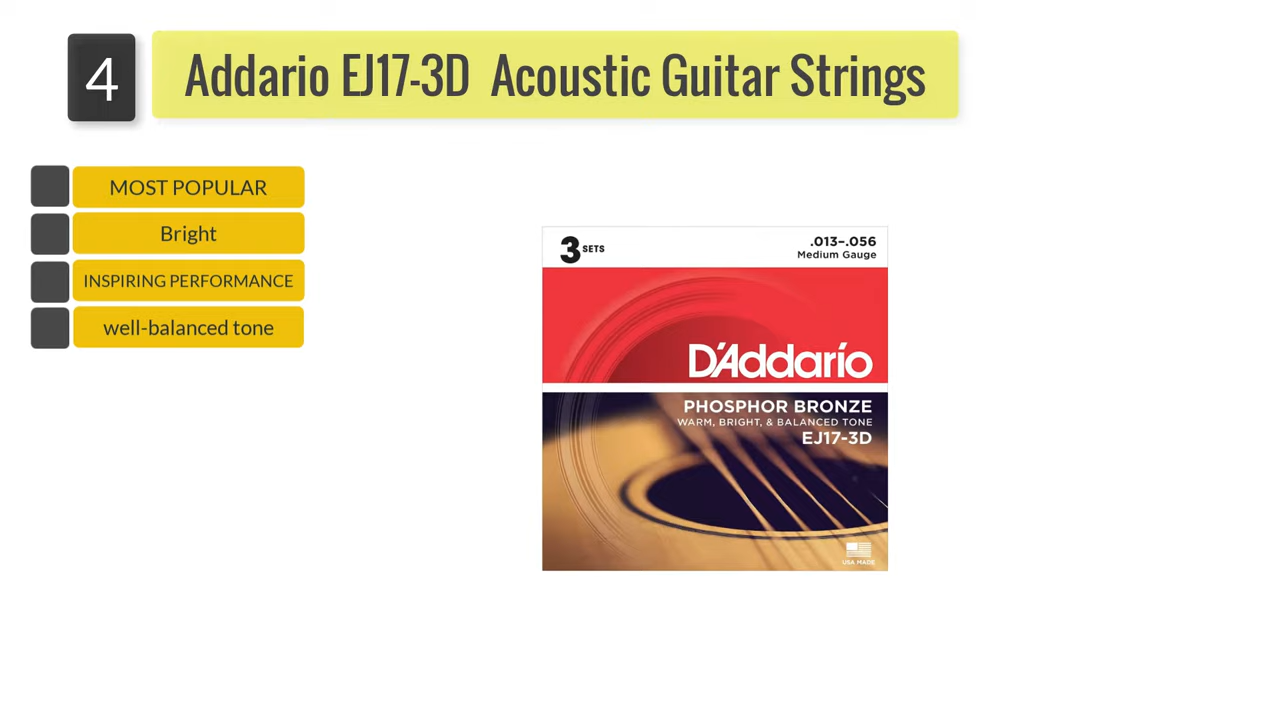 4
Addario EJ17-3D Acoustic Guitar Strings
MOST POPULAR
Bright
INSPIRING PERFORMANCE
well-balanced tone
3 SETS
.013–.056
Medium Gauge
D'Addario
PHOSPHOR BRONZE
WARM, BRIGHT, & BALANCED TONE
EJ17-3D
USA MADE